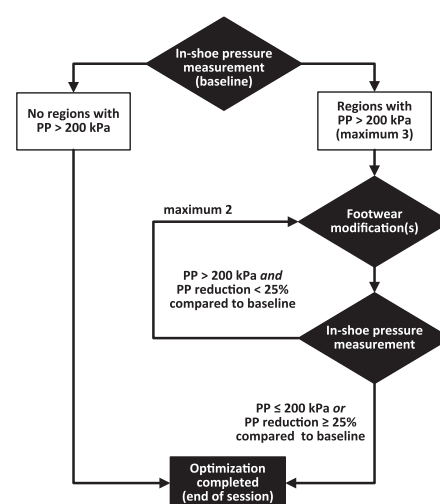 In-shoe pressure
measurement
(baseline)
No regions with
PP > 200 kPa
Regions with
PP > 200 kPa
(maximum 3)
maximum 2
Footwear
modification(s)
PP > 200 kPa and
PP reduction < 25%
compared to baseline
In-shoe pressure
measurement
PP ≤ 200 kPa or
PP reduction ≥ 25%
compared to baseline
Optimization
completed
(end of session)